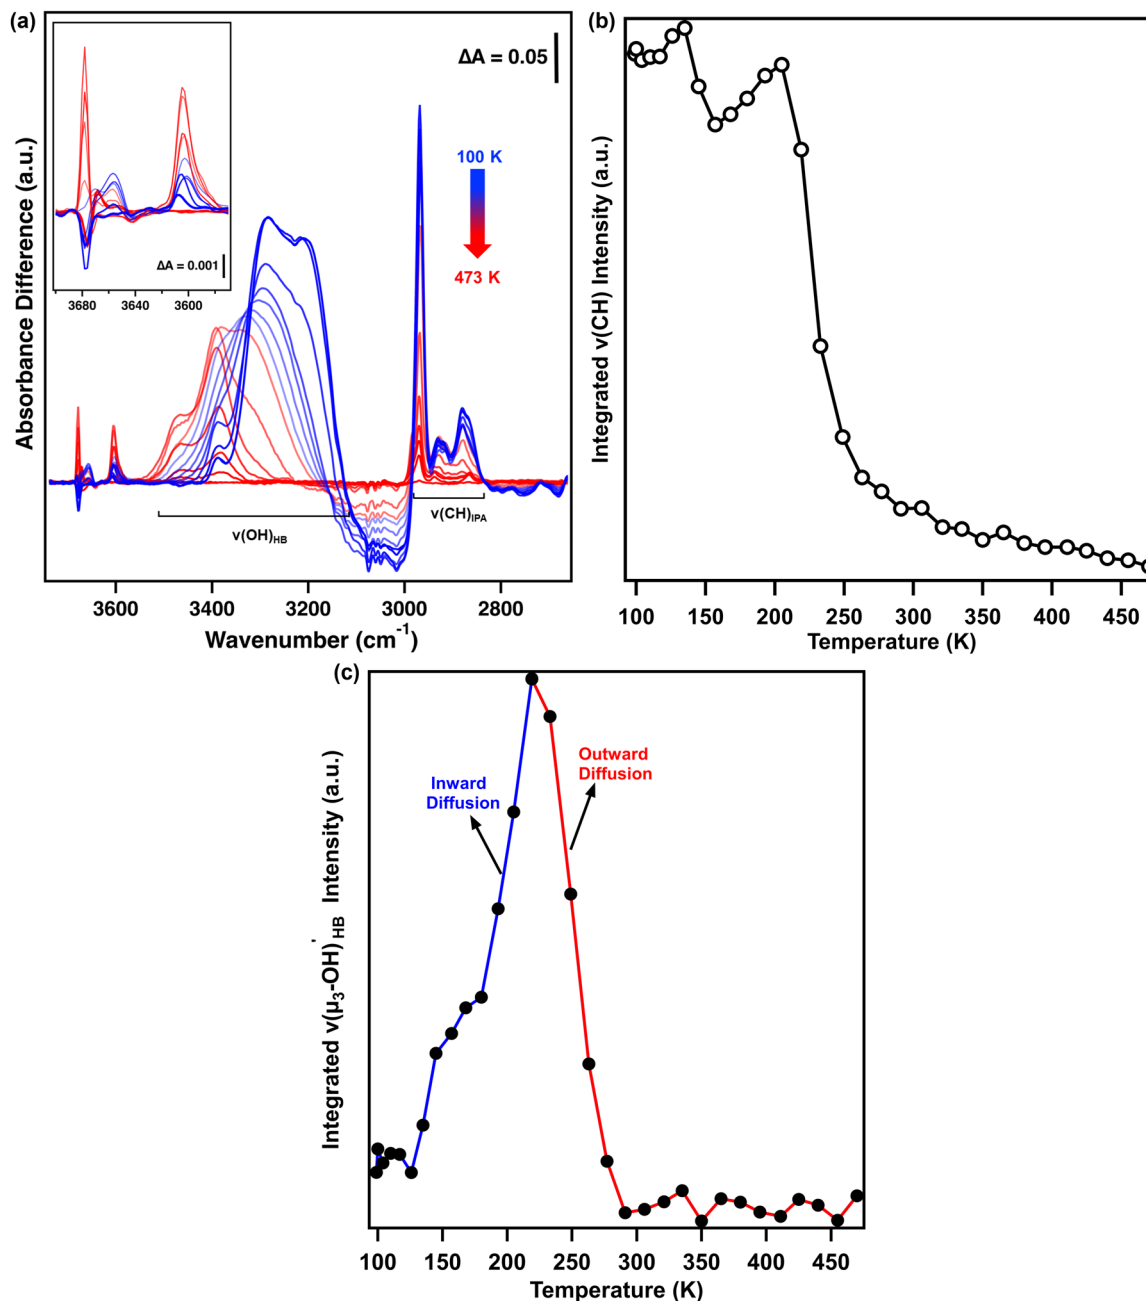 (a)
ΔA = 0.05
100 K
473 K
Absorbance Difference (a.u.)
ΔA = 0.001
3680 3640 3600
ν(OH)HB
ν(CH)IPA
3600 3400 3200 3000 2800
Wavenumber (cm-1)
(b)
Integrated ν(CH) Intensity (a.u.)
100 150 200 250 300 350 400 450
Temperature (K)
(c)
Integrated ν(μ3-OH)'HB Intensity (a.u.)
Inward
Diffusion
Outward
Diffusion
100 150 200 250 300 350 400 450
Temperature (K)